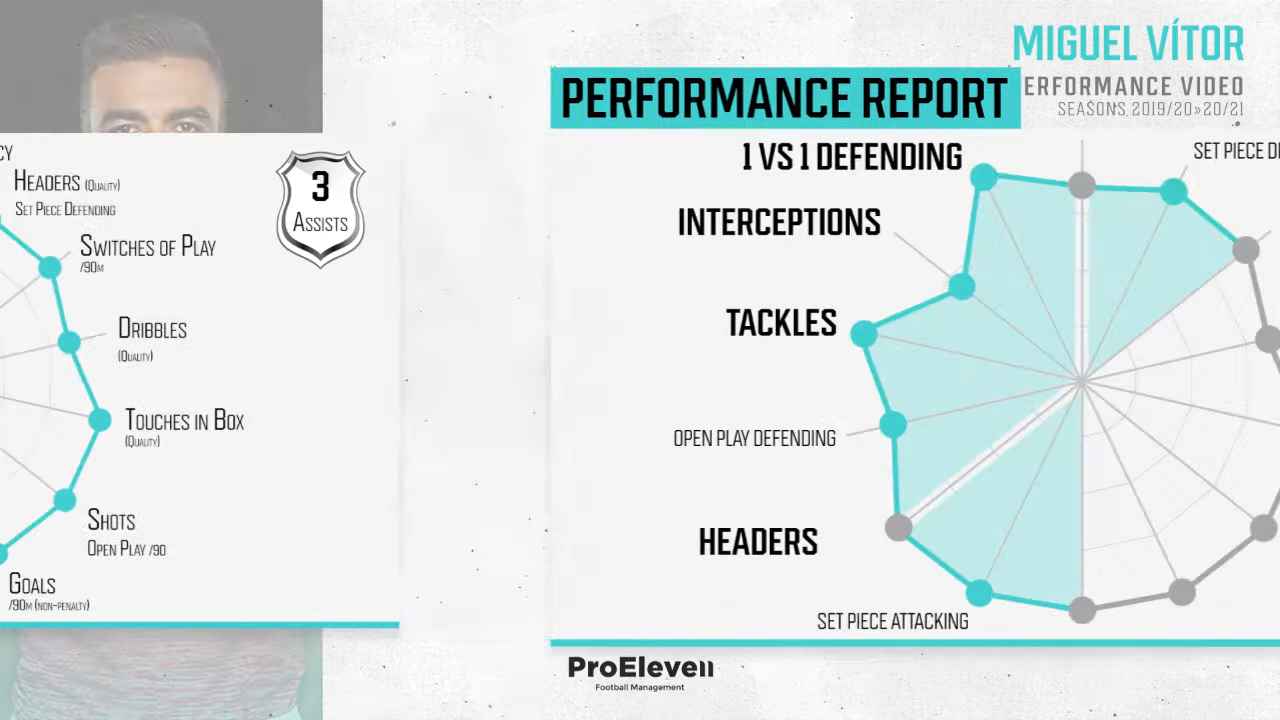 MIGUEL VÍTOR
ERFORMANCE VIDEO
SEASONS 2019/20»20/21
PERFORMANCE REPORT
CY
HEADERS (QUALITY)
SET PIECE DEFENDING
SWITCHES OF PLAY
/90M
DRIBBLES
(QUALITY)
TOUCHES IN BOX
(QUALITY)
SHOTS
OPEN PLAY /90
GOALS
/90M (NON-PENALTY)
3
ASSISTS
1 VS 1 DEFENDING
SET PIECE D
INTERCEPTIONS
TACKLES
OPEN PLAY DEFENDING
HEADERS
SET PIECE ATTACKING
ProEleven
Football Management